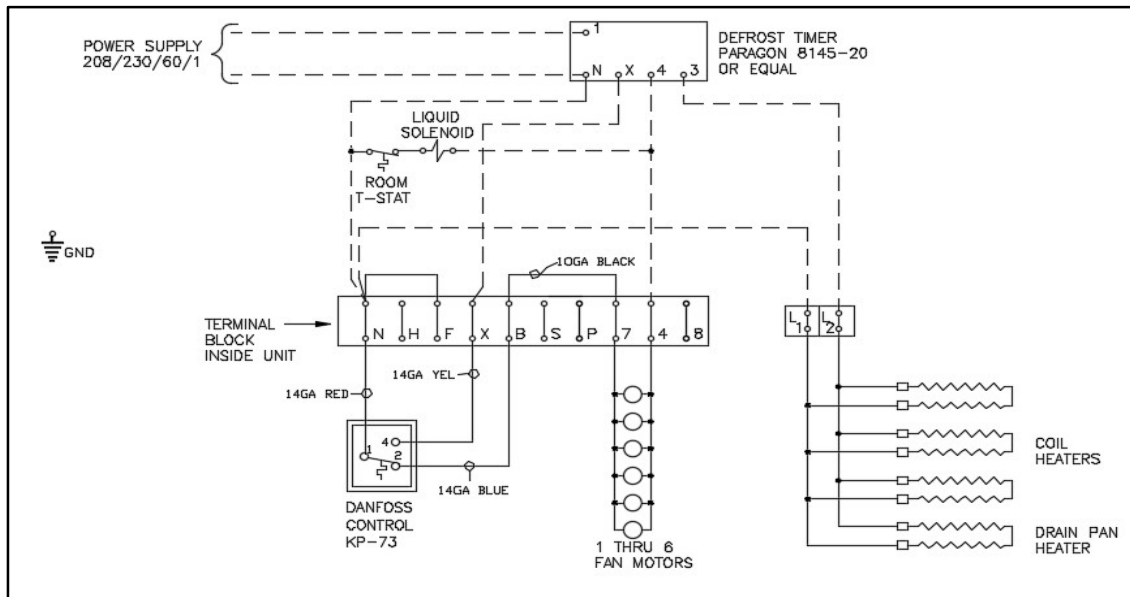 POWER SUPPLY
208/230/60/1
1
N X 4 3
DEFROST TIMER
PARAGON 8145-20
OR EQUAL
LIQUID
SOLENOID
ROOM
T-STAT
GND
10GA BLACK
TERMINAL
BLOCK
INSIDE UNIT
N H F X B S P 7 4 8
L1 L2
14GA RED
14GA YEL
1 4 2
14GA BLUE
DANFOSS
CONTROL
KP-73
1 THRU 6
FAN MOTORS
COIL
HEATERS
DRAIN PAN
HEATER